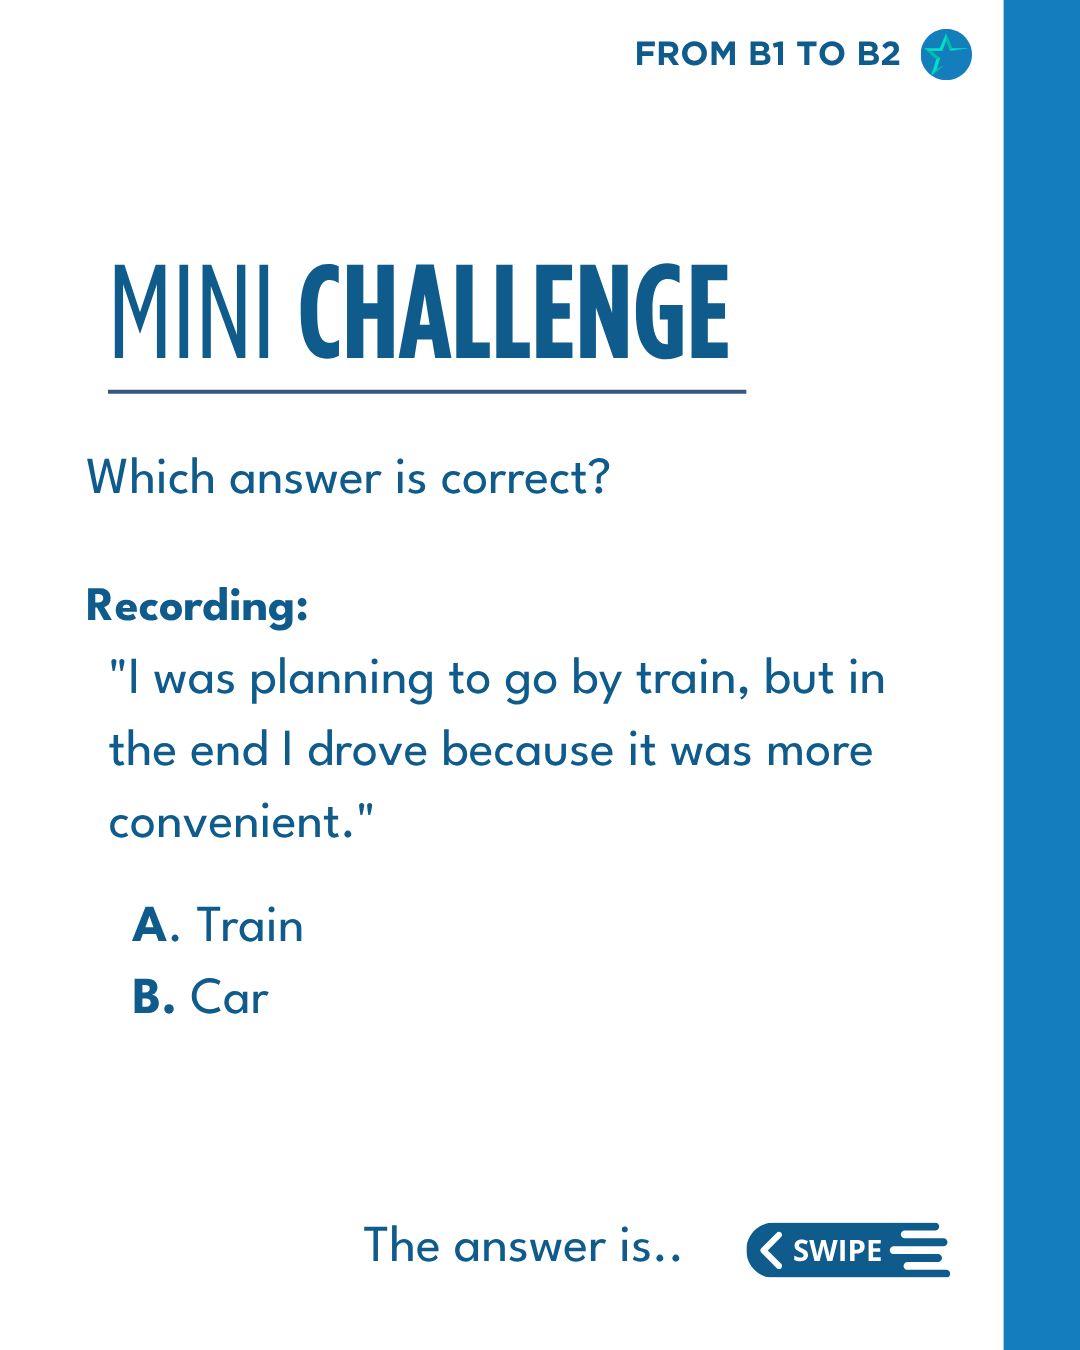 FROM B1 TO B2
MINI CHALLENGE
Which answer is correct?
Recording:
"I was planning to go by train, but in
the end I drove because it was more
convenient."
A. Train
B. Car
The answer is..
SWIPE